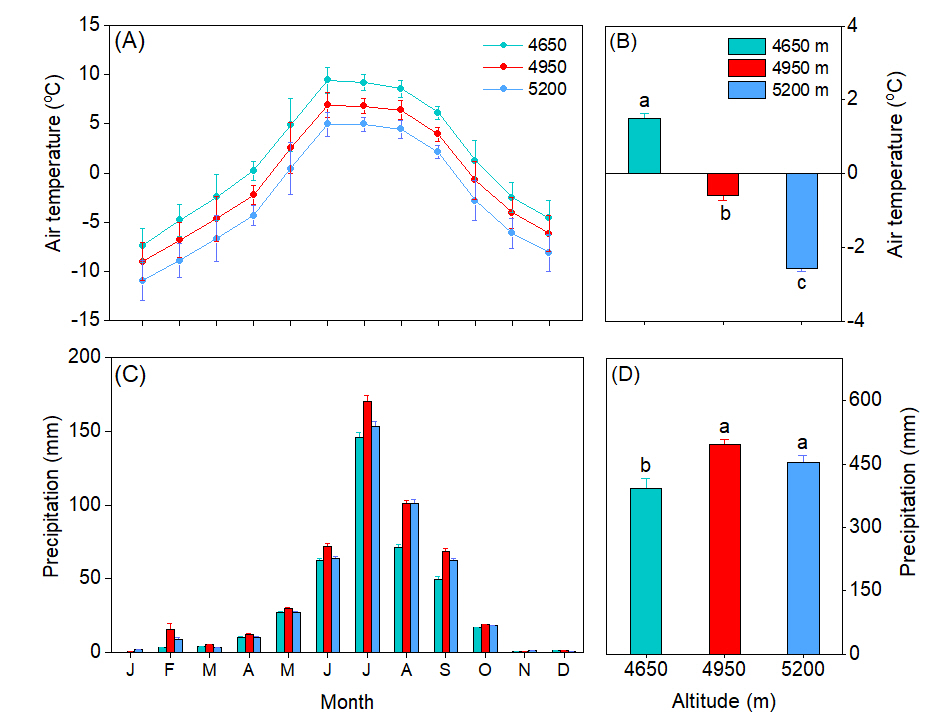 (A)
4650
4950
5200
15
10
5
0
-5
-10
-15
Air temperature (°C)
(B)
4650 m
4950 m
5200 m
a
b
c
4
2
0
-2
-4
Air temperature (°C)
(C)
200
150
100
50
0
Precipitation (mm)
J F M A M J J A S O N D
Month
(D)
b
a
a
600
450
300
150
0
Precipitation (mm)
4650 4950 5200
Altitude (m)